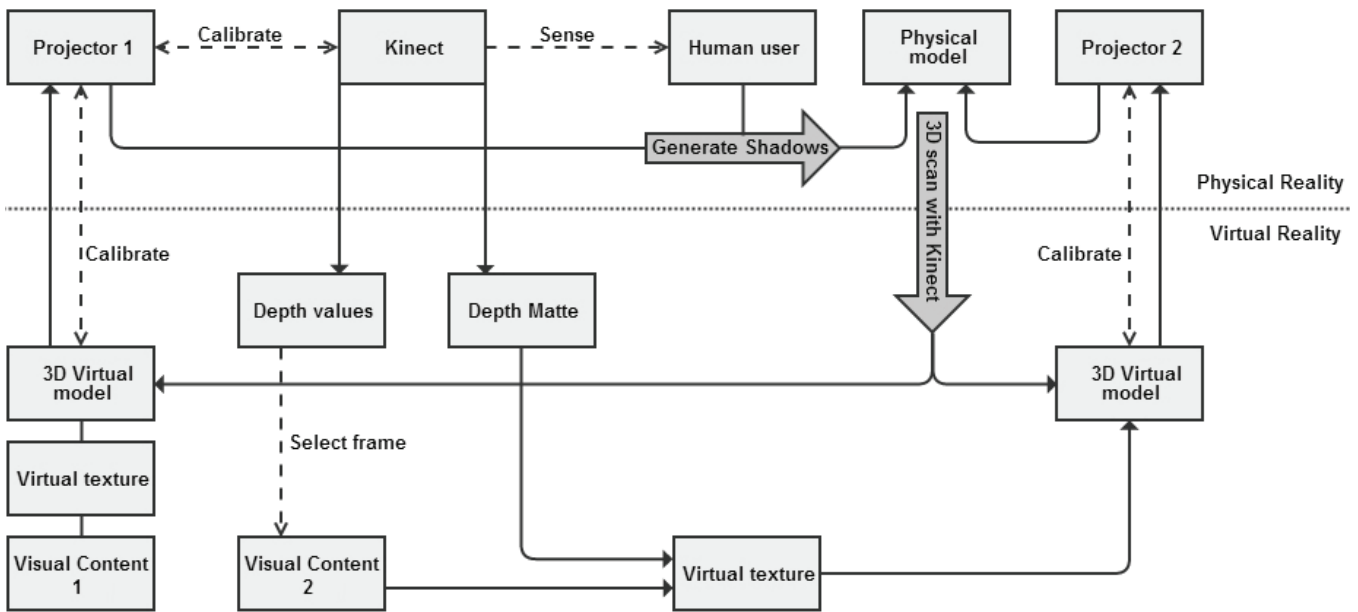 Projector 1
Calibrate
Kinect
Sense
Human user
Physical
model
Projector 2
Generate Shadows
3D scan with Kinect
Physical Reality
Virtual Reality
Calibrate
Calibrate
Depth values
Depth Matte
3D Virtual
model
3D Virtual
model
Select frame
Virtual texture
Visual Content
1
Visual Content
2
Virtual texture